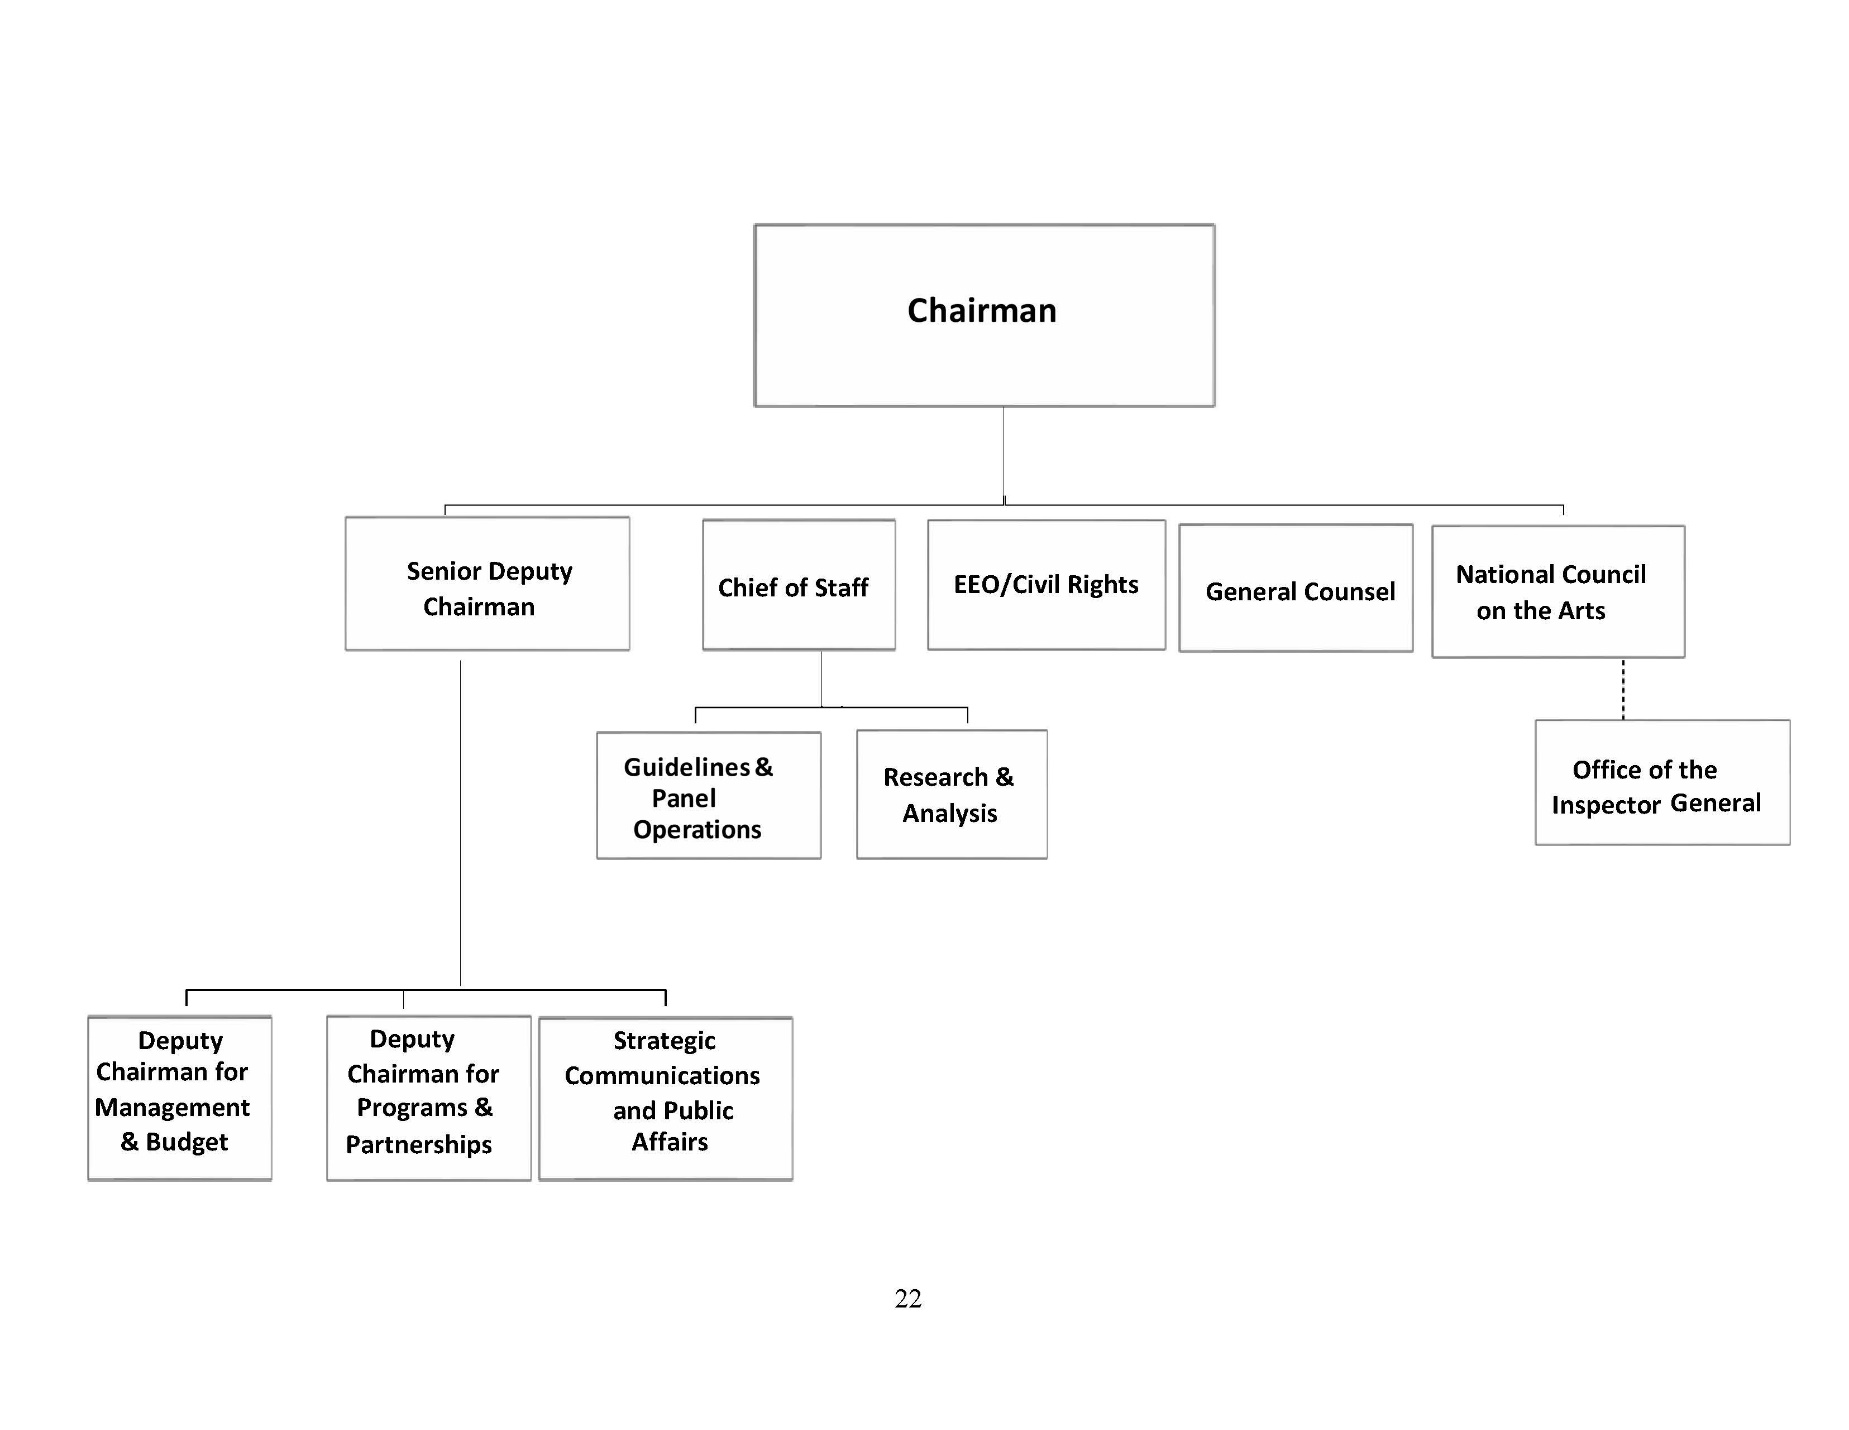 Chairman
Senior Deputy
Chairman
Chief of Staff
EEO/Civil Rights
General Counsel
National Council
on the Arts
Guidelines &
Panel
Operations
Research &
Analysis
Office of the
Inspector General
Deputy
Chairman for
Management
& Budget
Deputy
Chairman for
Programs &
Partnerships
Strategic
Communications
and Public
Affairs
22